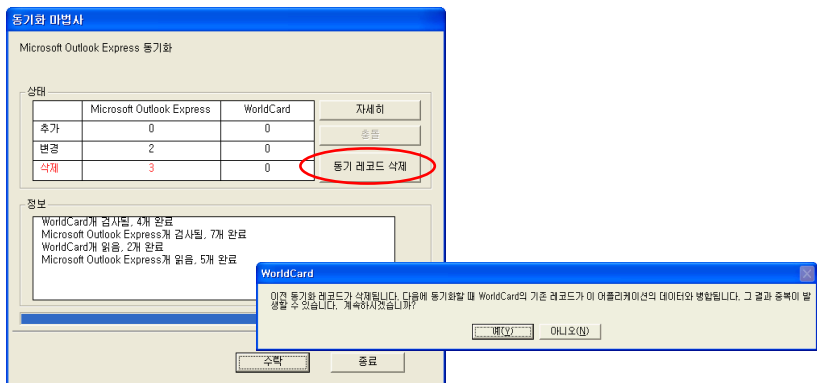 동기화 마법사
Microsoft Outlook Express 동기화
상태
Microsoft Outlook Express WorldCard
추가 0 0
변경 2 0
삭제 3 0
자세히
충돌
동기 레코드 삭제
정보
WorldCard개 검사됨, 4개 완료
Microsoft Outlook Express개 검사됨, 7개 완료
WorldCard개 읽음, 2개 완료
Microsoft Outlook Express개 읽음, 5개 완료
수락 종료
WorldCard
이전 동기화 레코드가 삭제됩니다. 다음에 동기화할 때 WorldCard의 기존 레코드가 이 어플리케이션의 데이터와 병합됩니다. 그 결과 중복이 발
생할 수 있습니다. 계속하시겠습니까?
예(Y) 아니오(N)